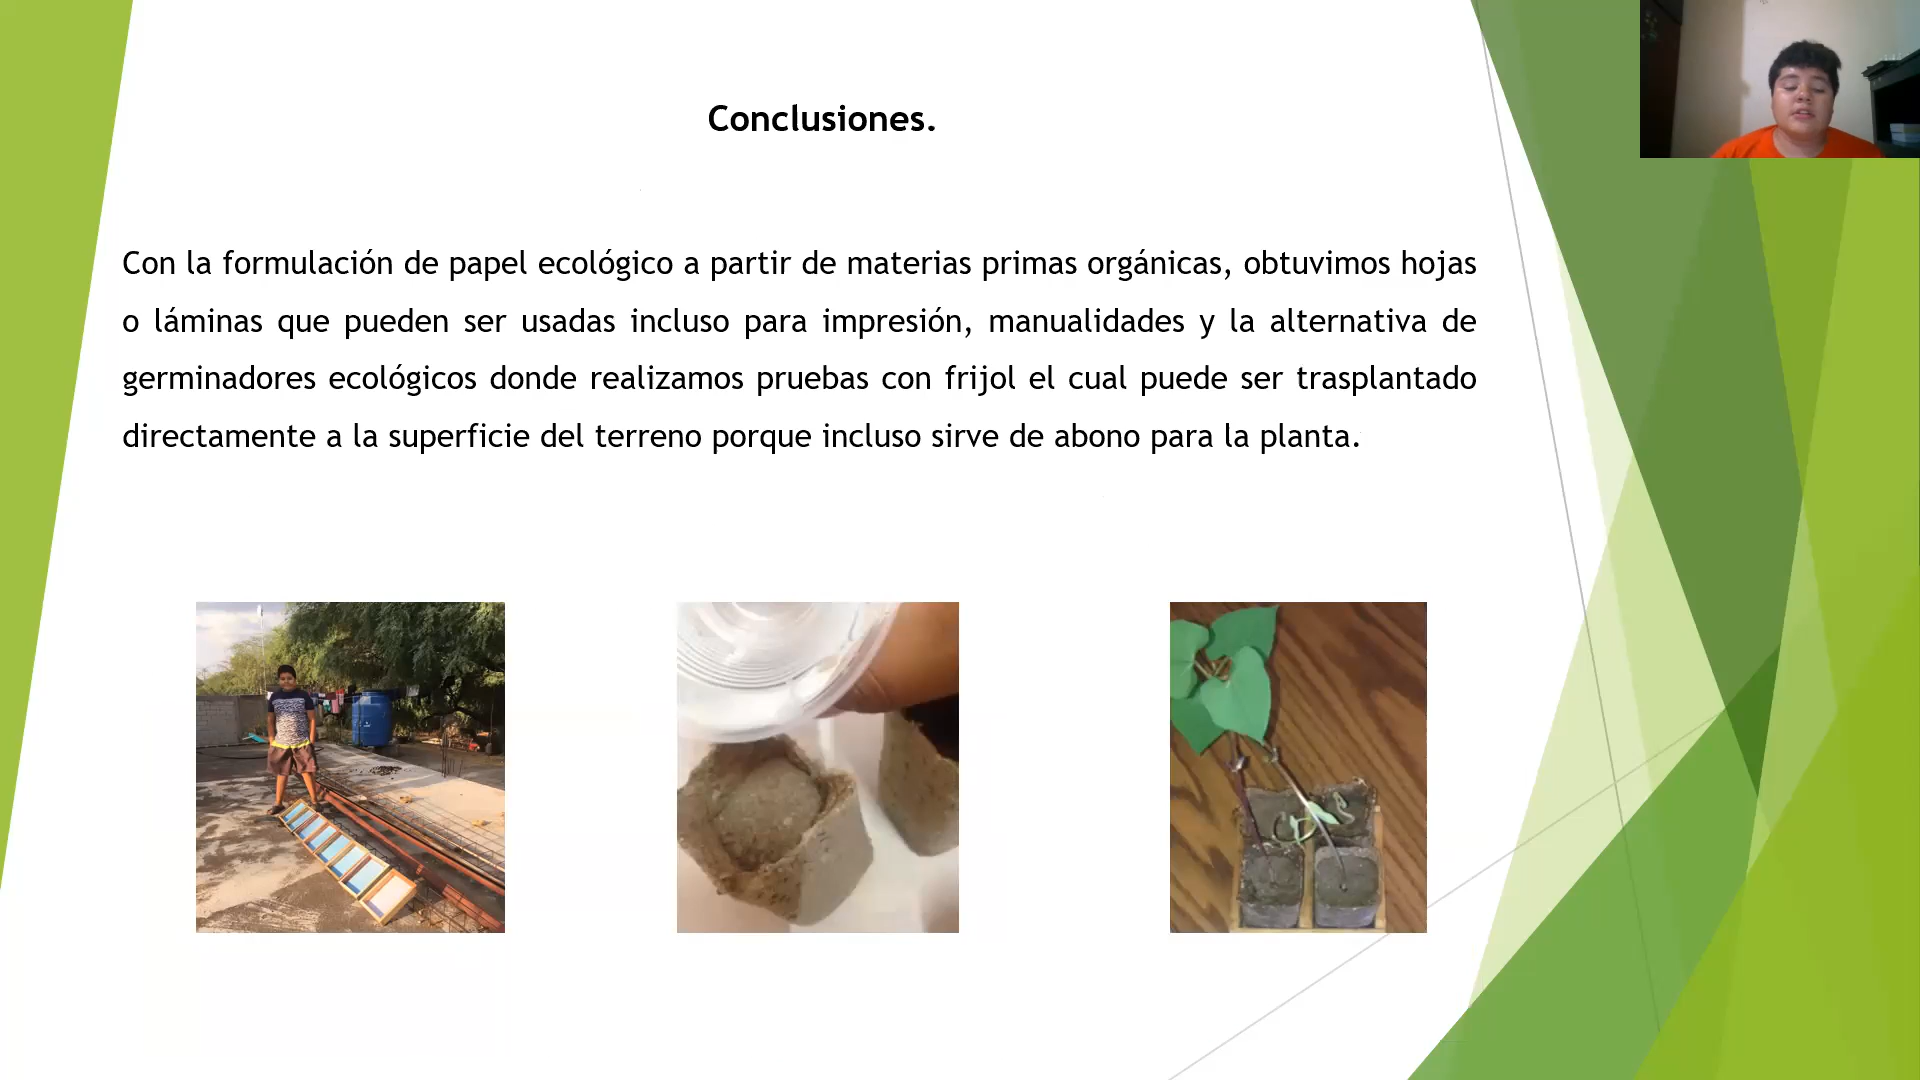 Conclusiones.
Con la formulación de papel ecológico a partir de materias primas orgánicas, obtuvimos hojas
o láminas que pueden ser usadas incluso para impresión, manualidades y la alternativa de
germinadores ecológicos donde realizamos pruebas con frijol el cual puede ser trasplantado
directamente a la superficie del terreno porque incluso sirve de abono para la planta.